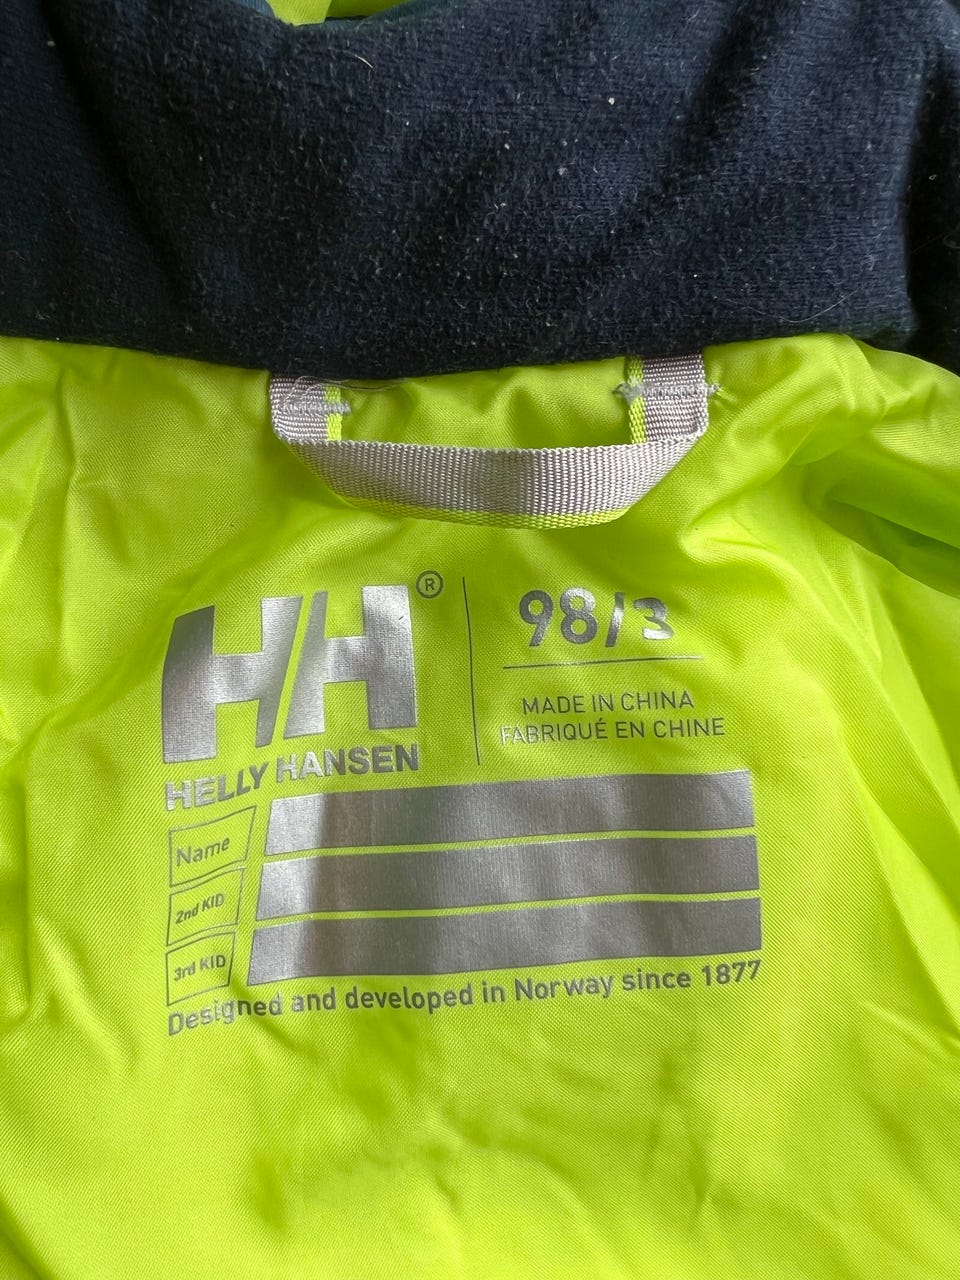 HH®
HELLY HANSEN
98/3
MADE IN CHINA
FABRIQUÉ EN CHINE
Name
2nd KID
3rd KID
Designed and developed in Norway since 1877